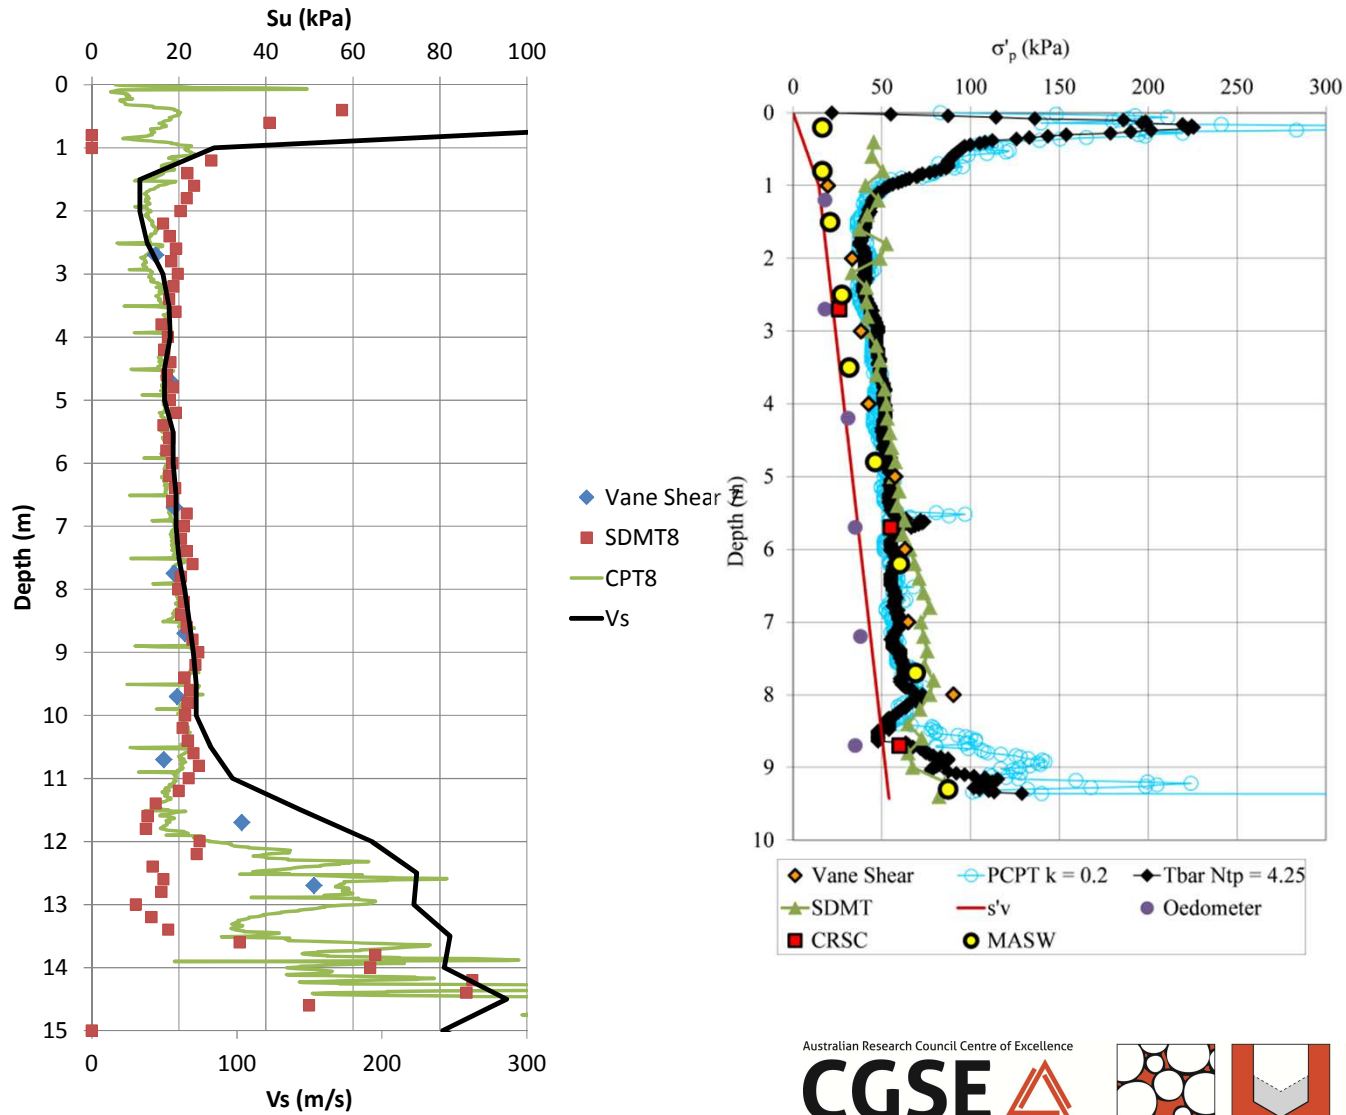 Su (kPa)
0 20 40 60 80 100
0
1
2
3
4
5
6
7
8
9
10
11
12
13
14
15
Depth (m)
0 100 200 300
Vs (m/s)
Vane Shear
SDMT8
CPT8
Vs
σ'p (kPa)
0 50 100 150 200 250 300
0
1
2
3
4
5
6
7
8
9
10
Depth (m)
Vane Shear
PCPT k = 0.2
Tbar Ntp = 4.25
SDMT
s'v
Oedometer
CRSC
MASW
Australian Research Council Centre of Excellence
CGSE